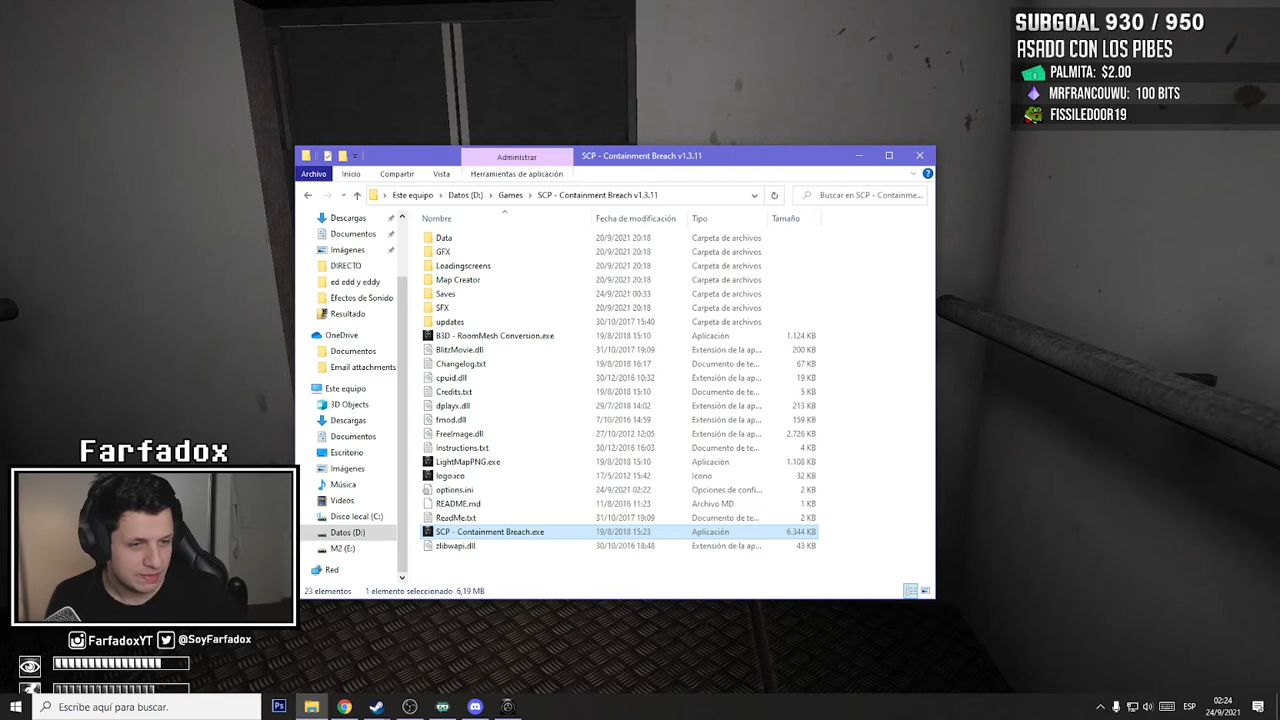 SUBGOAL 930 / 950
ASADO CON LOS PIBES
PALMITA: $2.00
MRFRANCOUWU: 100 BITS
FISSILEDOOR19
Administrar
SCP - Containment Breach v1.3.11
Archivo Inicio Compartir Vista Herramientas de aplicación
Este equipo > Datos (D:) > Games > SCP - Containment Breach v1.3.11
Buscar en SCP - Containme...
Nombre Fecha de modificación Tipo Tamaño
Descargas
Documentos
Imágenes
DIRECTO
ed edd y eddy
Efectos de Sonido
Resultado
OneDrive
Documentos
Email attachments
Este equipo
3D Objects
Descargas
Documentos
Escritorio
Imágenes
Música
Videos
Disco local (C:)
Datos (D:)
M2 (E:)
Red
Data 20/9/2021 20:18 Carpeta de archivos
GFX 20/9/2021 20:18 Carpeta de archivos
Loadingscreens 20/9/2021 20:18 Carpeta de archivos
Map Creator 20/9/2021 20:18 Carpeta de archivos
Saves 24/9/2021 00:33 Carpeta de archivos
SFX 20/9/2021 20:18 Carpeta de archivos
updates 30/10/2017 15:40 Carpeta de archivos
B3D - RoomMesh Conversion.exe 19/8/2018 15:10 Aplicación 1.124 KB
BlitzMovie.dll 31/10/2017 19:09 Extensión de la ap... 200 KB
Changelog.txt 19/8/2018 16:17 Documento de te... 67 KB
cpuid.dll 30/12/2016 10:32 Extensión de la ap... 19 KB
Credits.txt 19/8/2018 15:10 Documento de te... 5 KB
dplayx.dll 29/7/2018 14:02 Extensión de la ap... 213 KB
fmod.dll 7/10/2016 14:59 Extensión de la ap... 159 KB
FreeImage.dll 27/10/2012 12:05 Extensión de la ap... 2.726 KB
Instructions.txt 30/12/2016 16:03 Documento de te... 4 KB
LightMapPNG.exe 19/8/2018 15:10 Aplicación 1.108 KB
logo.ico 17/5/2012 15:42 Icono 32 KB
options.ini 24/9/2021 02:22 Opciones de confi... 2 KB
README.md 11/8/2016 11:23 Archivo MD 1 KB
ReadMe.txt 31/10/2017 19:09 Documento de te... 2 KB
SCP - Containment Breach.exe 19/8/2018 15:23 Aplicación 6.344 KB
zlibwapi.dll 30/10/2016 18:48 Extensión de la ap... 43 KB
23 elementos 1 elemento seleccionado 6,19 MB
Farfadox
FarfadoxYT @SoyFarfadox
Escribe aquí para buscar.
Ps
ESP
02:24
24/9/2021